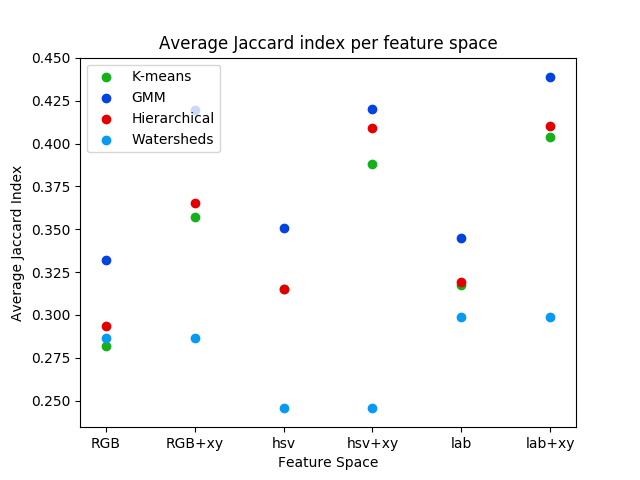 Average Jaccard index per feature space
0.450
0.425
0.400
0.375
0.350
0.325
0.300
0.275
0.250
Average Jaccard Index
K-means
GMM
Hierarchical
Watersheds
RGB RGB+xy hsv hsv+xy lab lab+xy
Feature Space